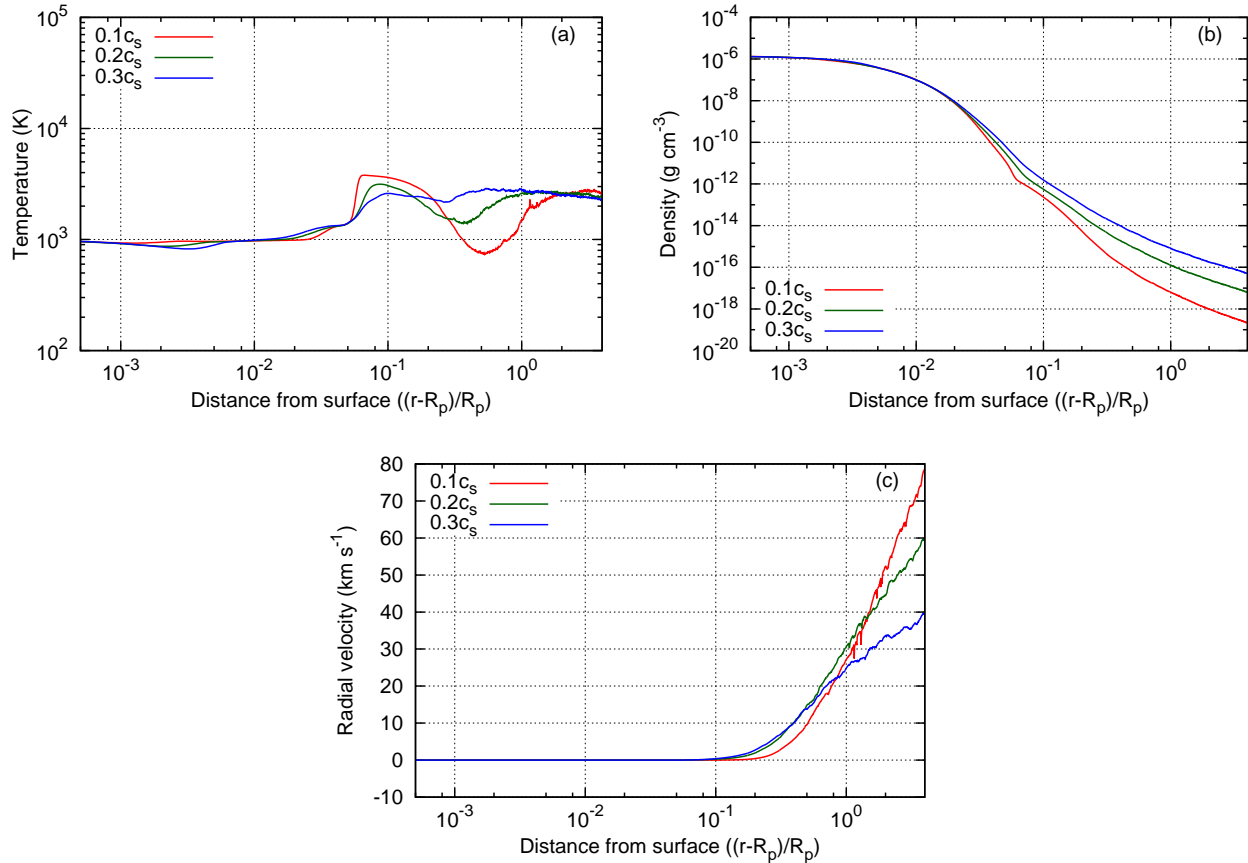 (a)
0.1c_s
0.2c_s
0.3c_s
10^5
10^4
10^3
10^2
Temperature (K)
10^-3 10^-2 10^-1 10^0
Distance from surface ((r-R_p)/R_p)
(b)
10^-4
10^-6
10^-8
10^-10
10^-12
10^-14
10^-16
10^-18
10^-20
Density (g cm^-3)
0.1c_s
0.2c_s
0.3c_s
10^-3 10^-2 10^-1 10^0
Distance from surface ((r-R_p)/R_p)
(c)
0.1c_s
0.2c_s
0.3c_s
80
70
60
50
40
30
20
10
0
-10
Radial velocity (km s^-1)
10^-3 10^-2 10^-1 10^0
Distance from surface ((r-R_p)/R_p)